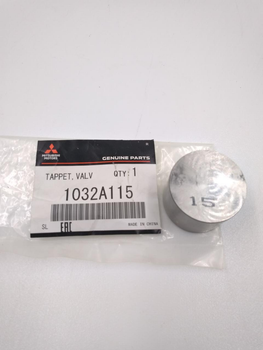 MITSUBISHI
MOTORS
GENUINE PARTS
TAPPET,VALV QTY:1
1032A115
SL EAC MADE IN CHINA
15